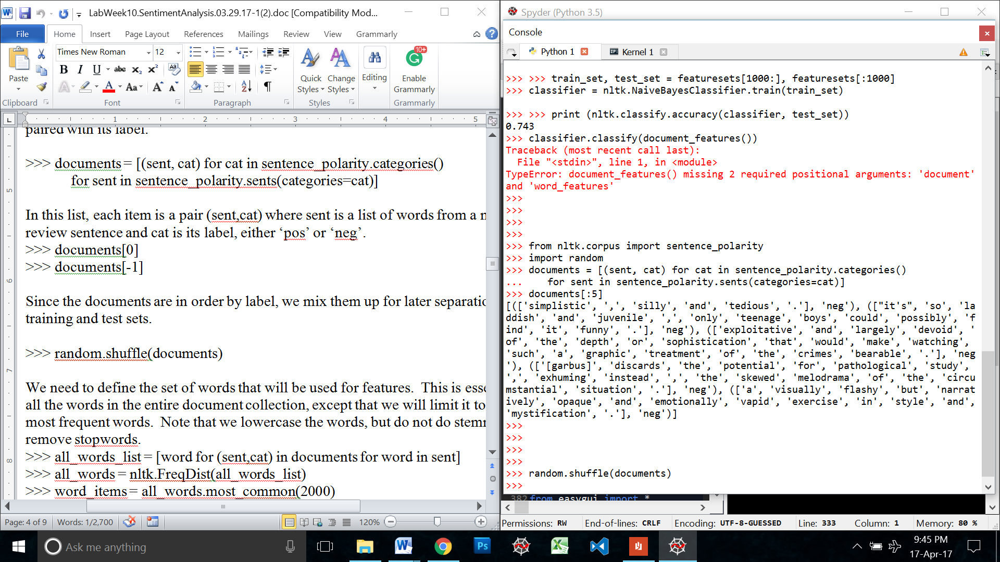 LabWeek10.SentimentAnalysis.03.29.17-1(2).doc [Compatibility Mod...
File Home Insert Page Layout References Mailings Review View Grammarly
Times New Roman 12
Paste
B I U abc X₂ X²
A A Aa A A
Quick Styles
Change Styles
Editing
10+
Enable Grammarly
Clipboard Font Paragraph Styles Grammarly
1 2 3 4 5
paired with its label.
>>> documents = [(sent, cat) for cat in sentence_polarity.categories()
for sent in sentence_polarity.sents(categories=cat)]
In this list, each item is a pair (sent,cat) where sent is a list of words from a
review sentence and cat is its label, either ‘pos’ or ‘neg’.
>>> documents[0]
>>> documents[-1]
Since the documents are in order by label, we mix them up for later
training and test sets.
>>> random.shuffle(documents)
We need to define the set of words that will be used for features.  This is
all the words in the entire document collection, except that we will limit it to
most frequent words.  Note that we lowercase the words, but do not do
remove stopwords.
>>> all_words_list = [word for (sent,cat) in documents for word in sent]
>>> all_words = nltk.FreqDist(all_words_list)
>>> word_items = all_words.most_common(2000)
5
6
7
8
Page: 4 of 9 Words: 1/2,700 120%
Spyder (Python 3.5)
Console
Python 1 Kernel 1
>>> >>> train_set, test_set = featuresets[1000:], featuresets[:1000]
>>> classifier = nltk.NaiveBayesClassifier.train(train_set)
>>> >>> print (nltk.classify.accuracy(classifier, test_set))
0.743
>>> classifier.classify(document_features())
Traceback (most recent call last):
  File "<stdin>", line 1, in <module>
TypeError: document_features() missing 2 required positional arguments: 'document'
and 'word_features'
>>>
>>>
>>>
>>>
>>> from nltk.corpus import sentence_polarity
>>> import random
>>> documents = [(sent, cat) for cat in sentence_polarity.categories()
...    for sent in sentence_polarity.sents(categories=cat)]
>>> documents[:5]
[(['simplistic', ',', 'silly', 'and', 'tedious', '.'], 'neg'), (["it's", 'so', 'la
ddish', 'and', 'juvenile', ',', 'only', 'teenage', 'boys', 'could', 'possibly', 'f
ind', 'it', 'funny', '.'], 'neg'), (['exploitative', 'and', 'largely', 'devoid', '
of', 'the', 'depth', 'or', 'sophistication', 'that', 'would', 'make', 'watching',
'such', 'a', 'graphic', 'treatment', 'of', 'the', 'crimes', 'bearable', '.'], 'neg
'), (['[garbus]', 'discards', 'the', 'potential', 'for', 'pathological', 'study',
',', 'exhuming', 'instead', ',', 'the', 'skewed', 'melodrama', 'of', 'the', 'circu
mstantial', 'situation', '.'], 'neg'), (['a', 'visually', 'flashy', 'but', 'narrat
ively', 'opaque', 'and', 'emotionally', 'vapid', 'exercise', 'in', 'style', 'and',
'mystification', '.'], 'neg')]
>>>
>>>
>>>
>>>
>>> random.shuffle(documents)
>>>
382 from easygui import *
Permissions: RW End-of-lines: CRLF Encoding: UTF-8-GUESSED Line: 333 Column: 1 Memory: 80 %
Ask me anything
Ps
9:45 PM
17-Apr-17